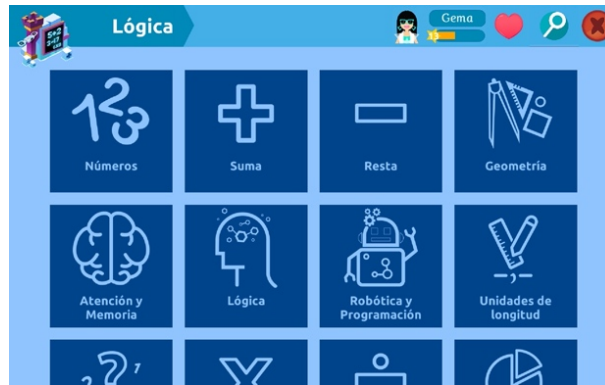 Lógica
Gema
Números
Suma
Resta
Geometría
Atención y
Memoria
Lógica
Robótica y
Programación
Unidades de
longitud